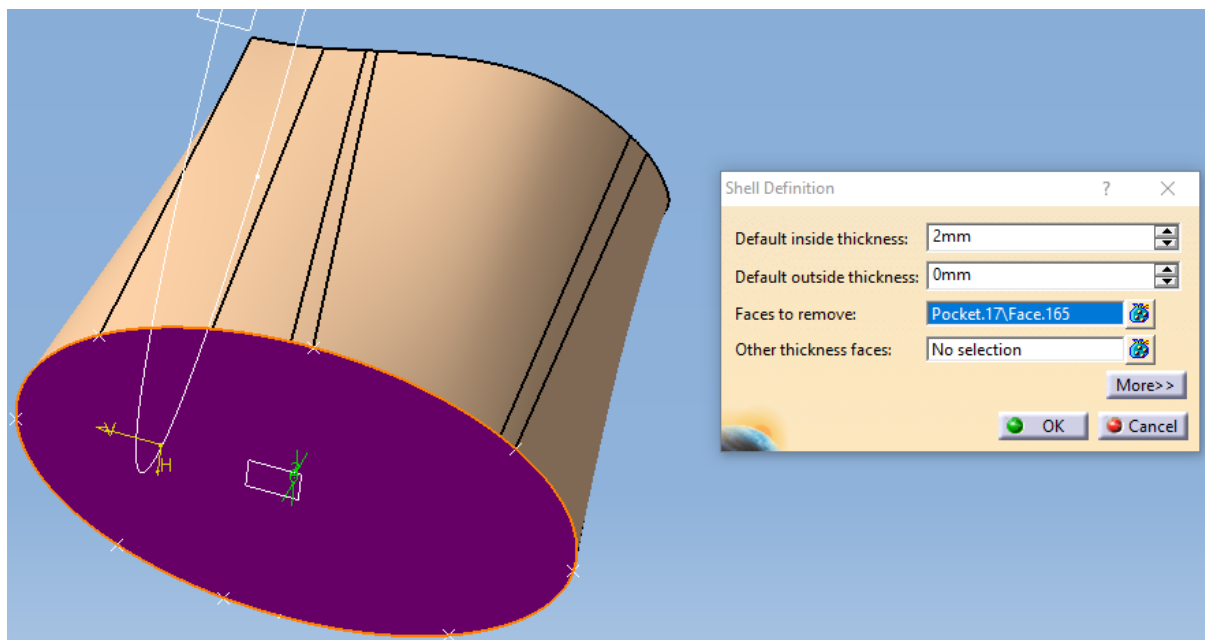 Shell Definition ? ×
Default inside thickness: 2mm
Default outside thickness: 0mm
Faces to remove: Pocket.17\Face.165
Other thickness faces: No selection
More>>
OK Cancel
V
H